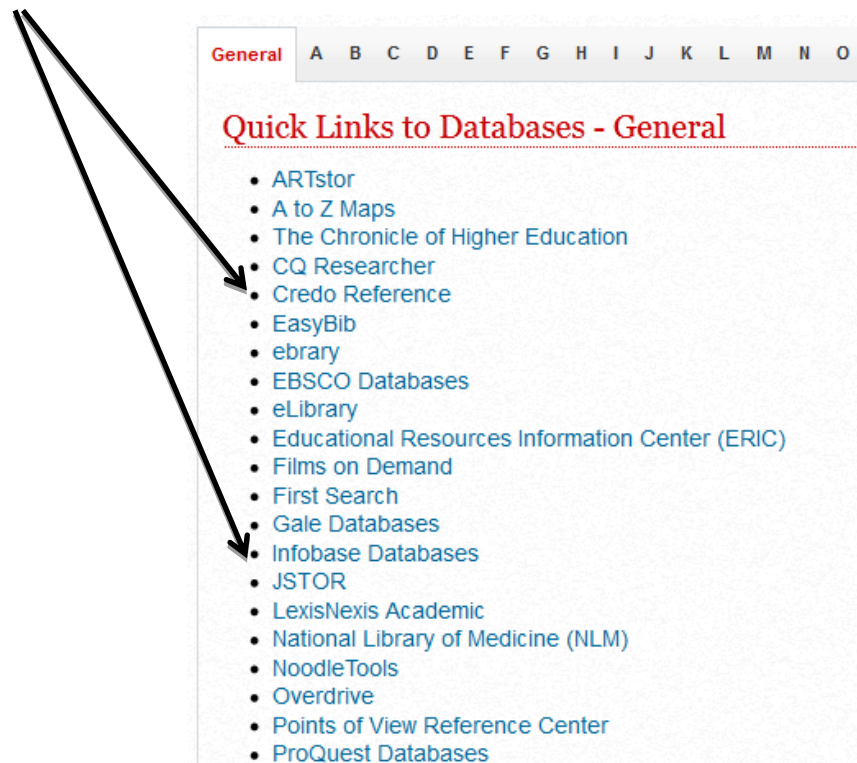 General A B C D E F G H I J K L M N O
Quick Links to Databases - General
• ARTstor
• A to Z Maps
• The Chronicle of Higher Education
• CQ Researcher
• Credo Reference
• EasyBib
• ebrary
• EBSCO Databases
• eLibrary
• Educational Resources Information Center (ERIC)
• Films on Demand
• First Search
• Gale Databases
• Infobase Databases
• JSTOR
• LexisNexis Academic
• National Library of Medicine (NLM)
• NoodleTools
• Overdrive
• Points of View Reference Center
• ProQuest Databases